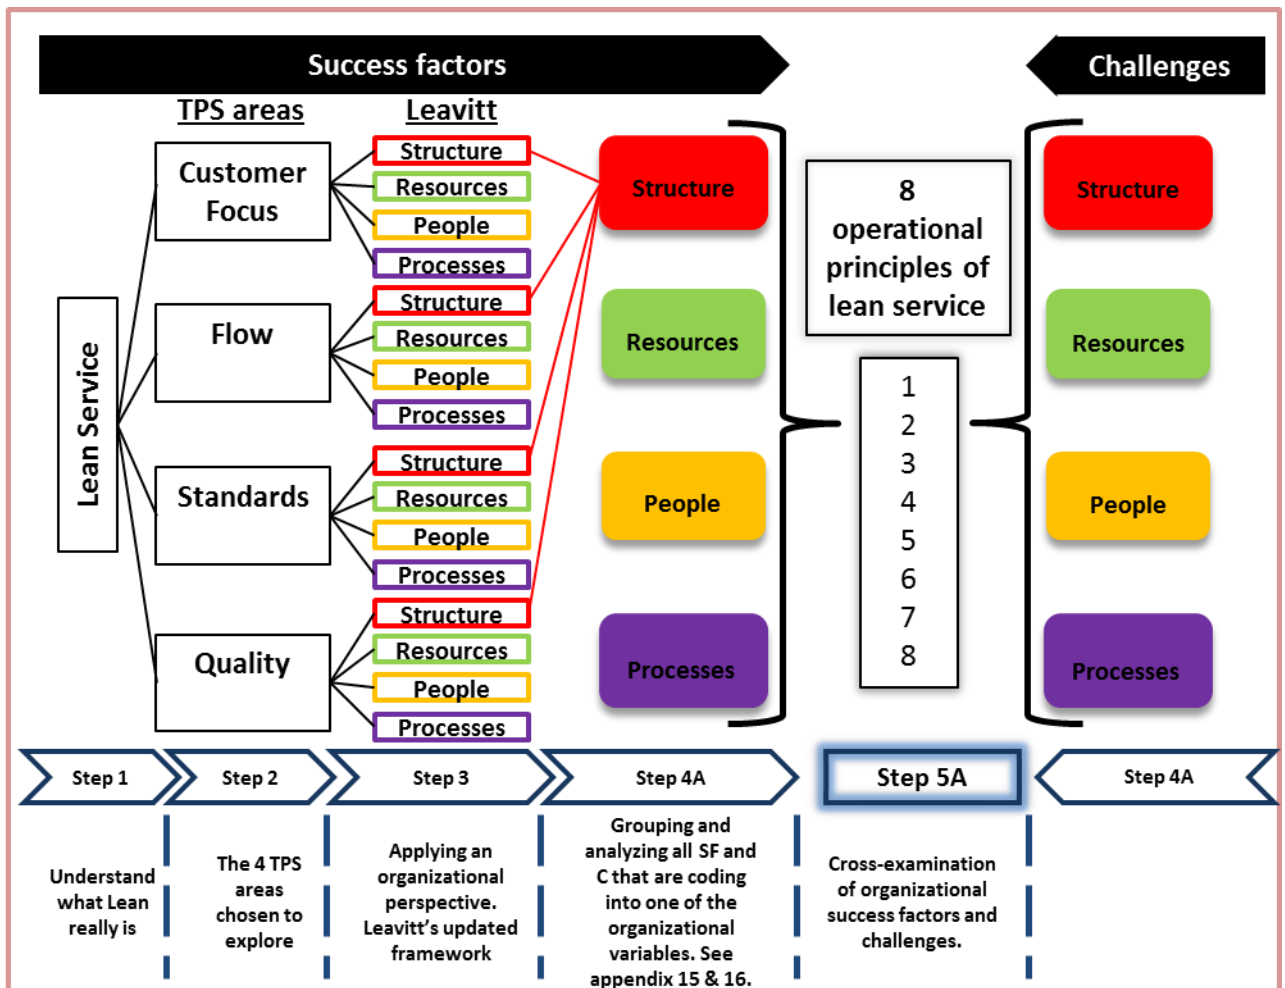 Success factors
Challenges
TPS areas
Leavitt
Lean Service
Customer
Focus
Flow
Standards
Quality
Structure
Resources
People
Processes
Structure
Resources
People
Processes
Structure
Resources
People
Processes
Structure
Resources
People
Processes
Structure
Resources
People
Processes
8
operational
principles of
lean service
1
2
3
4
5
6
7
8
Structure
Resources
People
Processes
Step 1
Step 2
Step 3
Step 4A
Step 5A
Step 4A
Understand
what Lean
really is
The 4 TPS
areas
chosen to
explore
Applying an
organizational
perspective.
Leavitt’s updated
framework
Grouping and
analyzing all SF and
C that are coding
into one of the
organizational
variables. See
appendix 15 & 16.
Cross-examination
of organizational
success factors and
challenges.